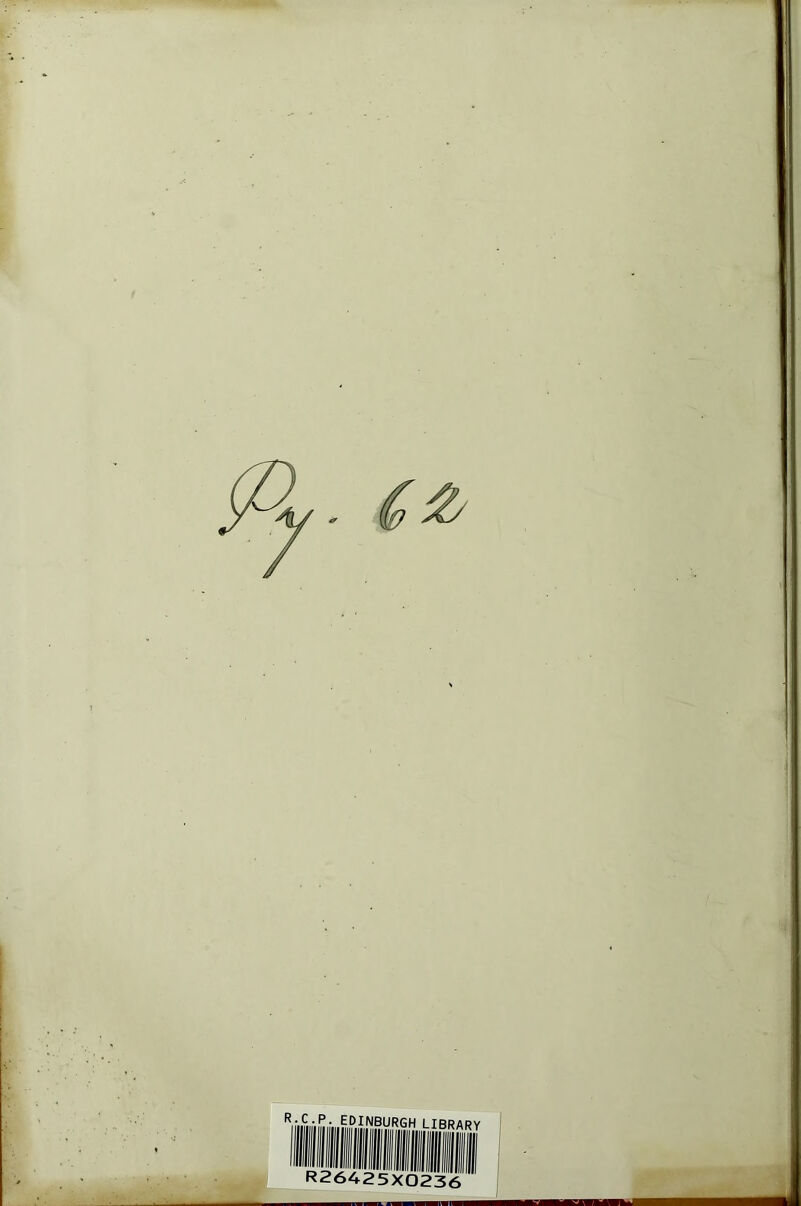 Py. 62
R.C.P. EDINBURGH LIBRARY
R26425X0236